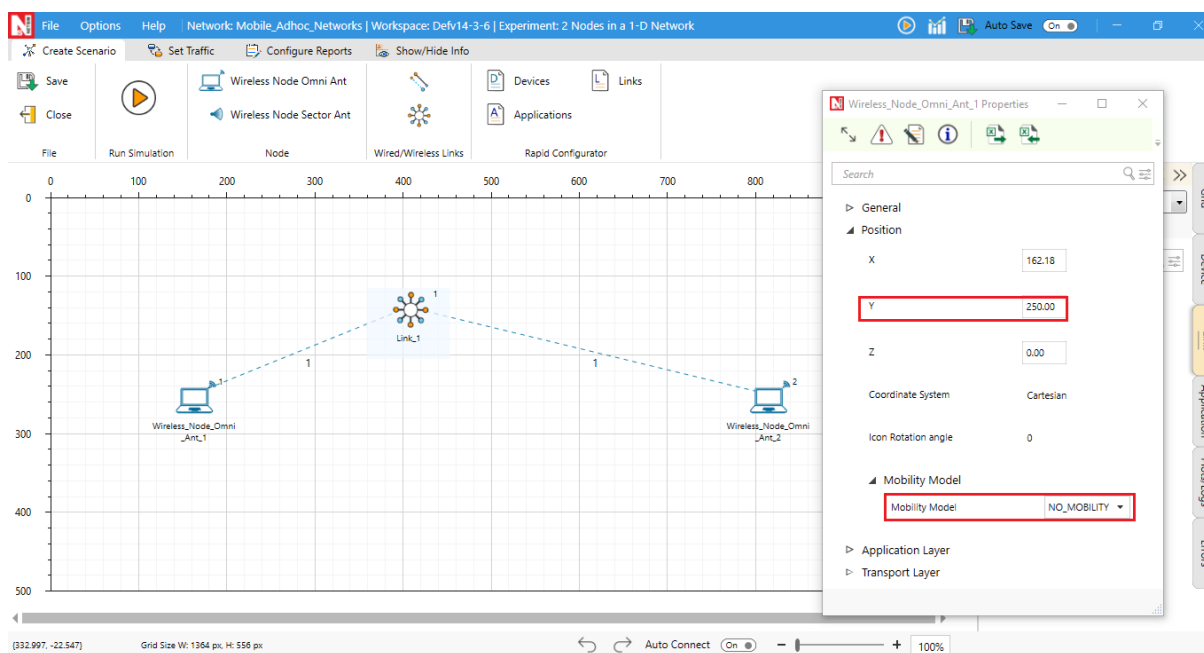 N File Options Help Network: Mobile_Adhoc_Networks | Workspace: Defv14-3-6 | Experiment: 2 Nodes in a 1-D Network Auto Save On
Create Scenario Set Traffic Configure Reports Show/Hide Info
Save Wireless Node Omni Ant D Devices L Links
Close Wireless Node Sector Ant A Applications
File Run Simulation Node Wired/Wireless Links Rapid Configurator
0 100 200 300 400 500 600 700 800
0
100
200
300
400
500
1
Link_1
1
1
1
Wireless_Node_Omni
_Ant_1
2
Wireless_Node_Omni
_Ant_2
N Wireless_Node_Omni_Ant_1 Properties
Search
General
Position
X 162.18
Y 250.00
Z 0.00
Coordinate System Cartesian
Icon Rotation angle 0
Mobility Model
Mobility Model NO_MOBILITY
Application Layer
Transport Layer
(332.997, -22.547) Grid Size W: 1364 px, H: 556 px Auto Connect On 100%